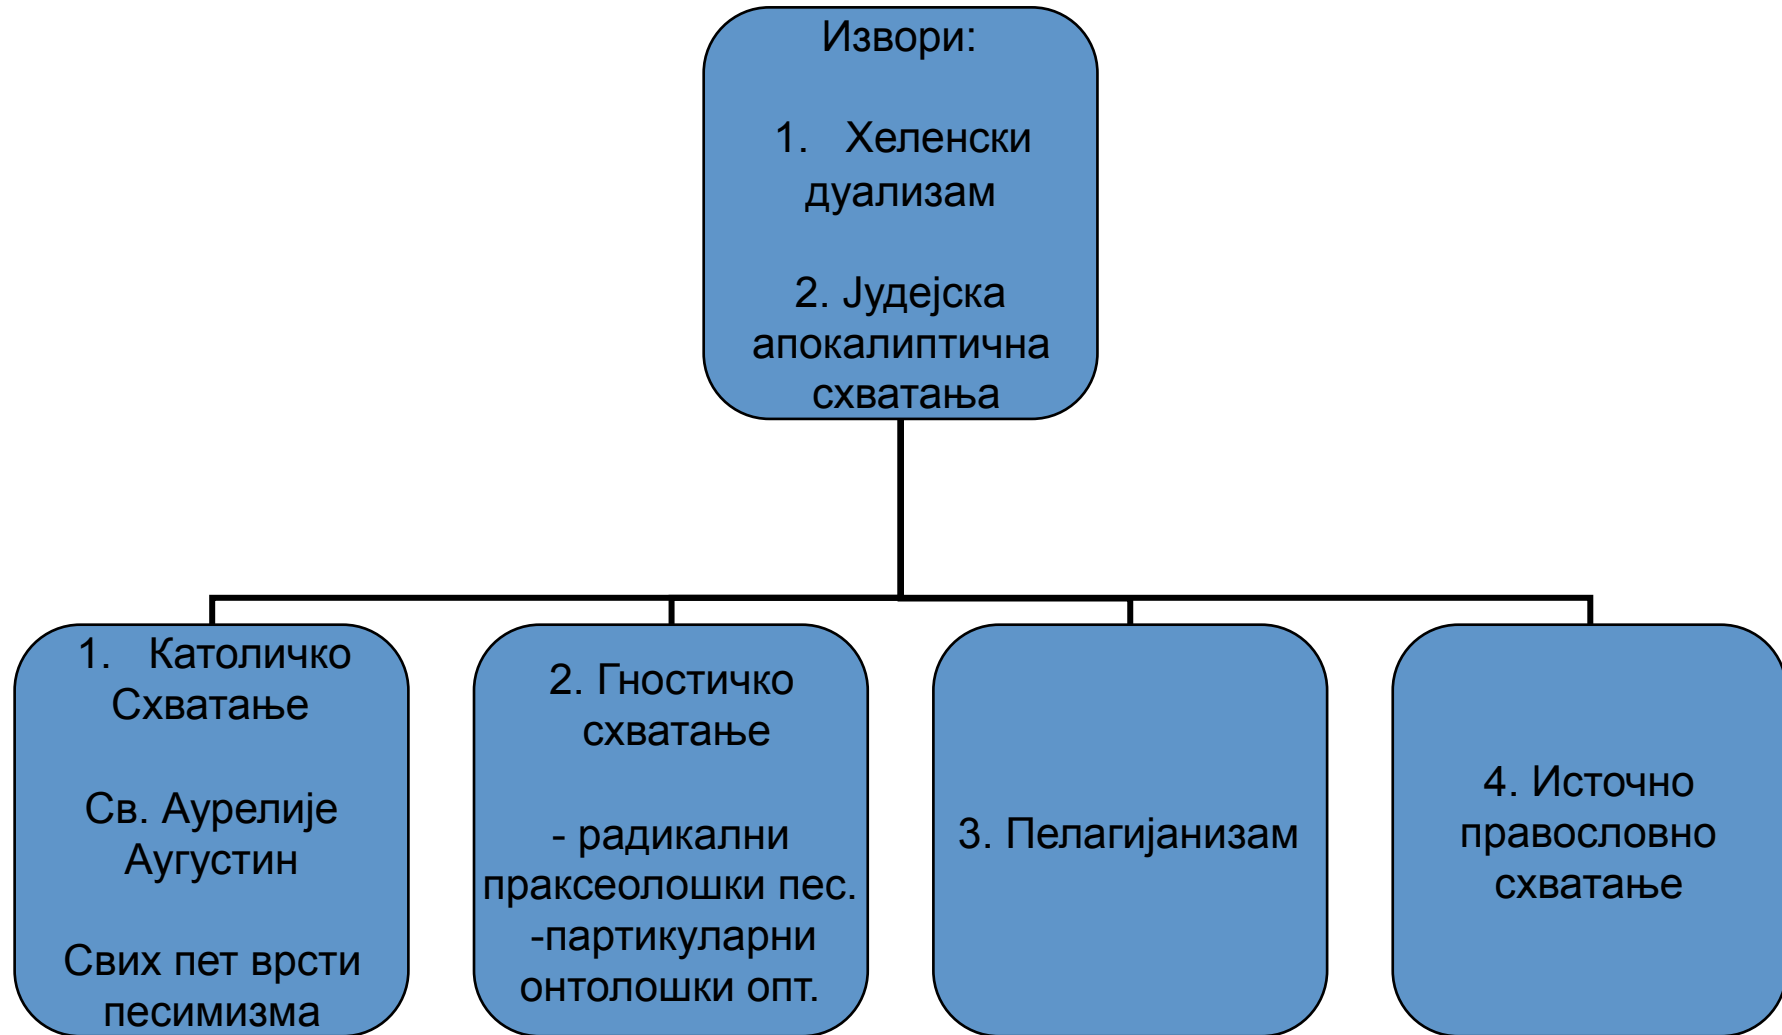 Извори:
1. Хеленски
дуализам
2. Јудејска
апокалиптична
схватања
1. Католичко
Схватање
Св. Аурелије
Аугустин
Свих пет врсти
песимизма
2. Гностичко
схватање
- радикални
праксеолошки пес.
-партикуларни
онтолошки опт.
3. Пелагијанизам
4. Источно
православно
схватање